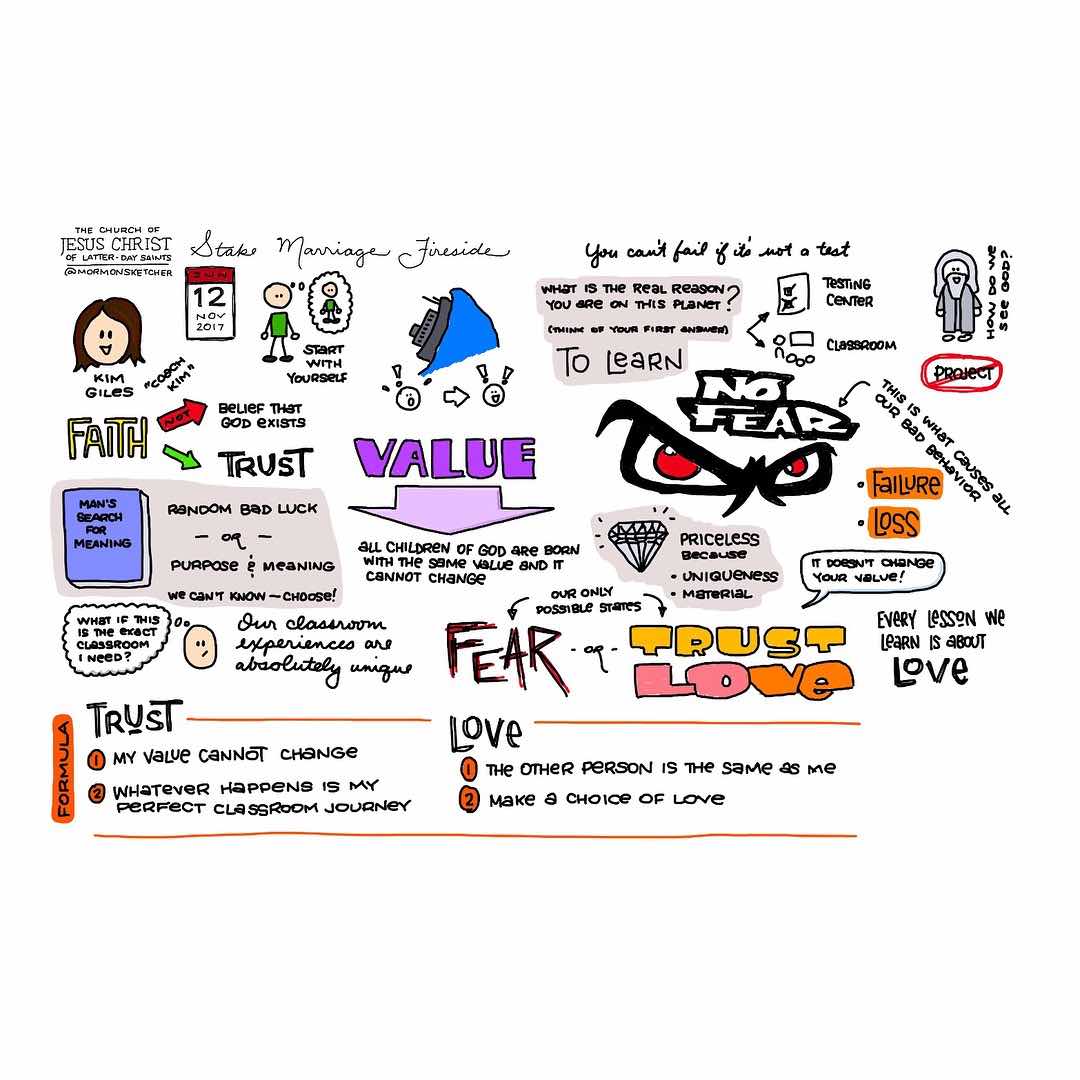 THE CHURCH OF
JESUS CHRIST
OF LATTER-DAY SAINTS
@MORMONSKETCHER
Stake Marriage Fireside
SUN
12
NOV
2017
KIM
GILES
"COACH
KIM"
START
WITH
YOURSELF
! !
FAITH
NOT
BELIEF THAT
GOD EXISTS
TRUST
MAN'S
SEARCH
FOR
MEANING
RANDOM BAD LUCK
- OR -
PURPOSE & MEANING
WE CAN'T KNOW - CHOOSE!
WHAT IF THIS
IS THE EXACT
CLASSROOM
I NEED?
Our classroom
experiences are
absolutely unique
VALUE
ALL CHILDREN OF GOD ARE BORN
WITH THE SAME VALUE AND IT
CANNOT CHANGE
You can't fail if it's not a test
WHAT IS THE REAL REASON
YOU ARE ON THIS PLANET?
(THINK OF YOUR FIRST ANSWER)
TO LEARN
TESTING
CENTER
CLASSROOM
HOW DO WE
SEE GOD?
PROJECT
NO
FEAR
THIS IS WHAT CAUSES ALL
OUR BAD BEHAVIOR
• FAILURE
• LOSS
PRICELESS
BECAUSE
• UNIQUENESS
• MATERIAL
IT DOESN'T CHANGE
YOUR VALUE!
OUR ONLY
POSSIBLE STATES
FEAR
-OR-
TRUST
LOVE
EVERY LESSON WE
LEARN IS ABOUT
LOVE
FORMULA
TRUST
1 MY VALUE CANNOT CHANGE
2 WHATEVER HAPPENS IS MY
PERFECT CLASSROOM JOURNEY
LOVE
1 THE OTHER PERSON IS THE SAME AS ME
2 MAKE A CHOICE OF LOVE